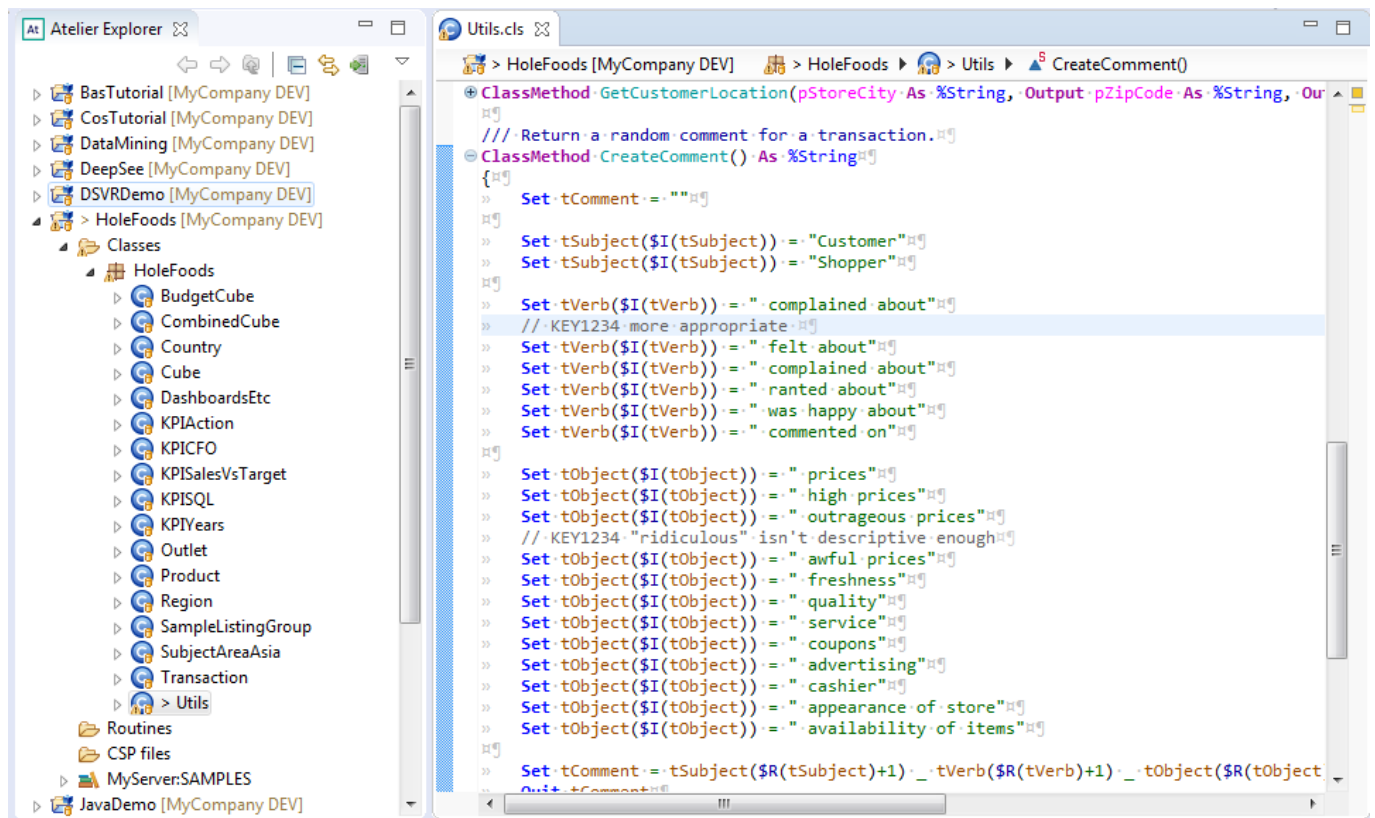 At Atelier Explorer
BasTutorial [MyCompany DEV]
CosTutorial [MyCompany DEV]
DataMining [MyCompany DEV]
DeepSee [MyCompany DEV]
DSVRDemo [MyCompany DEV]
> HoleFoods [MyCompany DEV]
Classes
HoleFoods
BudgetCube
CombinedCube
Country
Cube
DashboardsEtc
KPIAction
KPICFO
KPISalesVsTarget
KPISQL
KPIYears
Outlet
Product
Region
SampleListingGroup
SubjectAreaAsia
Transaction
> Utils
Routines
CSP files
MyServer:SAMPLES
JavaDemo [MyCompany DEV]
Utils.cls
> HoleFoods [MyCompany DEV] > HoleFoods > Utils S CreateComment()
ClassMethod GetCustomerLocation(pStoreCity As %String, Output pZipCode As %String, Ou
/// Return a random comment for a transaction.
ClassMethod CreateComment() As %String
{
Set tComment = ""
Set tSubject($I(tSubject)) = "Customer"
Set tSubject($I(tSubject)) = "Shopper"
Set tVerb($I(tVerb)) = " complained about"
// KEY1234 more appropriate
Set tVerb($I(tVerb)) = " felt about"
Set tVerb($I(tVerb)) = " complained about"
Set tVerb($I(tVerb)) = " ranted about"
Set tVerb($I(tVerb)) = " was happy about"
Set tVerb($I(tVerb)) = " commented on"
Set tObject($I(tObject)) = " prices"
Set tObject($I(tObject)) = " high prices"
Set tObject($I(tObject)) = " outrageous prices"
// KEY1234 "ridiculous" isn't descriptive enough
Set tObject($I(tObject)) = " awful prices"
Set tObject($I(tObject)) = " freshness"
Set tObject($I(tObject)) = " quality"
Set tObject($I(tObject)) = " service"
Set tObject($I(tObject)) = " coupons"
Set tObject($I(tObject)) = " advertising"
Set tObject($I(tObject)) = " cashier"
Set tObject($I(tObject)) = " appearance of store"
Set tObject($I(tObject)) = " availability of items"
Set tComment = tSubject($R(tSubject)+1) _ tVerb($R(tVerb)+1) _ tObject($R(tObject
Quit tComment